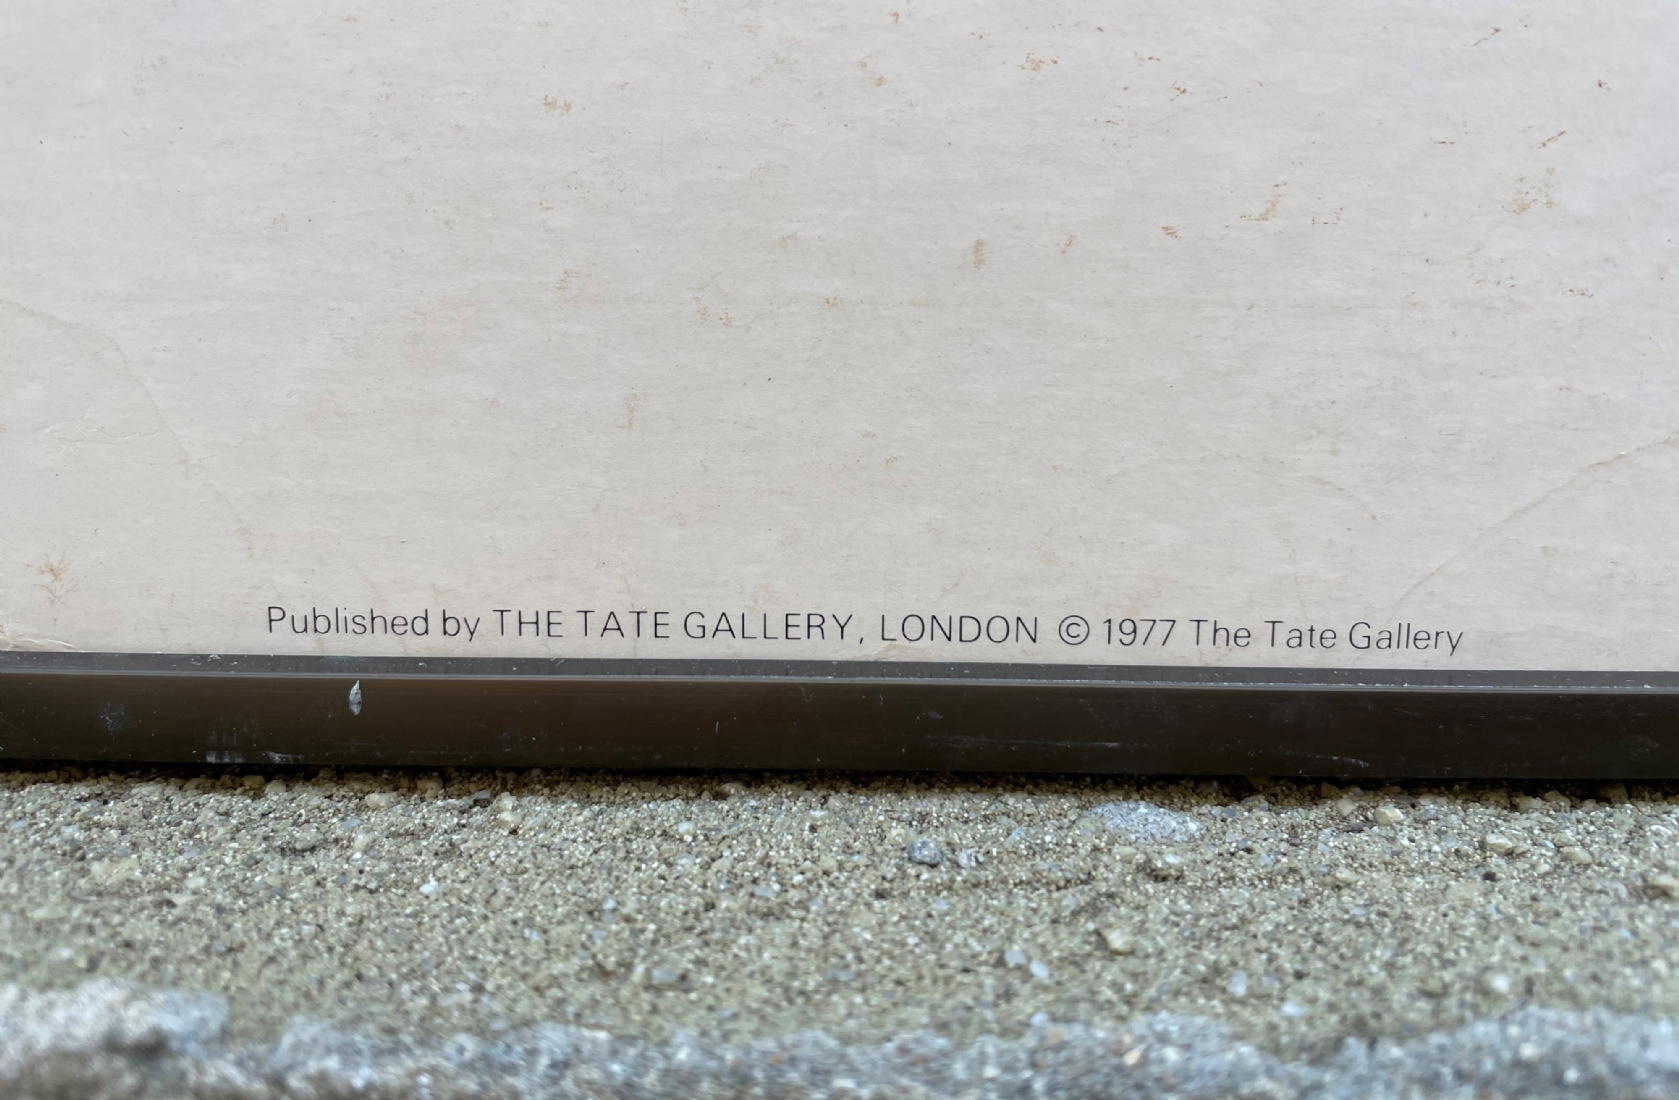 Published by THE TATE GALLERY, LONDON © 1977 The Tate Gallery